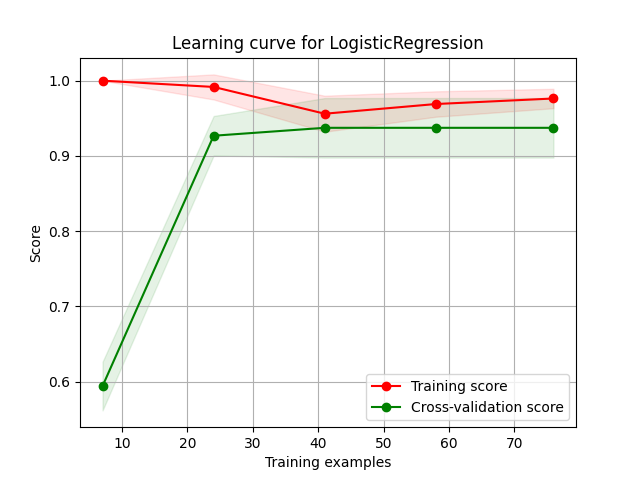 Learning curve for LogisticRegression
1.0
0.9
0.8
0.7
0.6
Score
10 20 30 40 50 60 70
Training examples
Training score
Cross-validation score